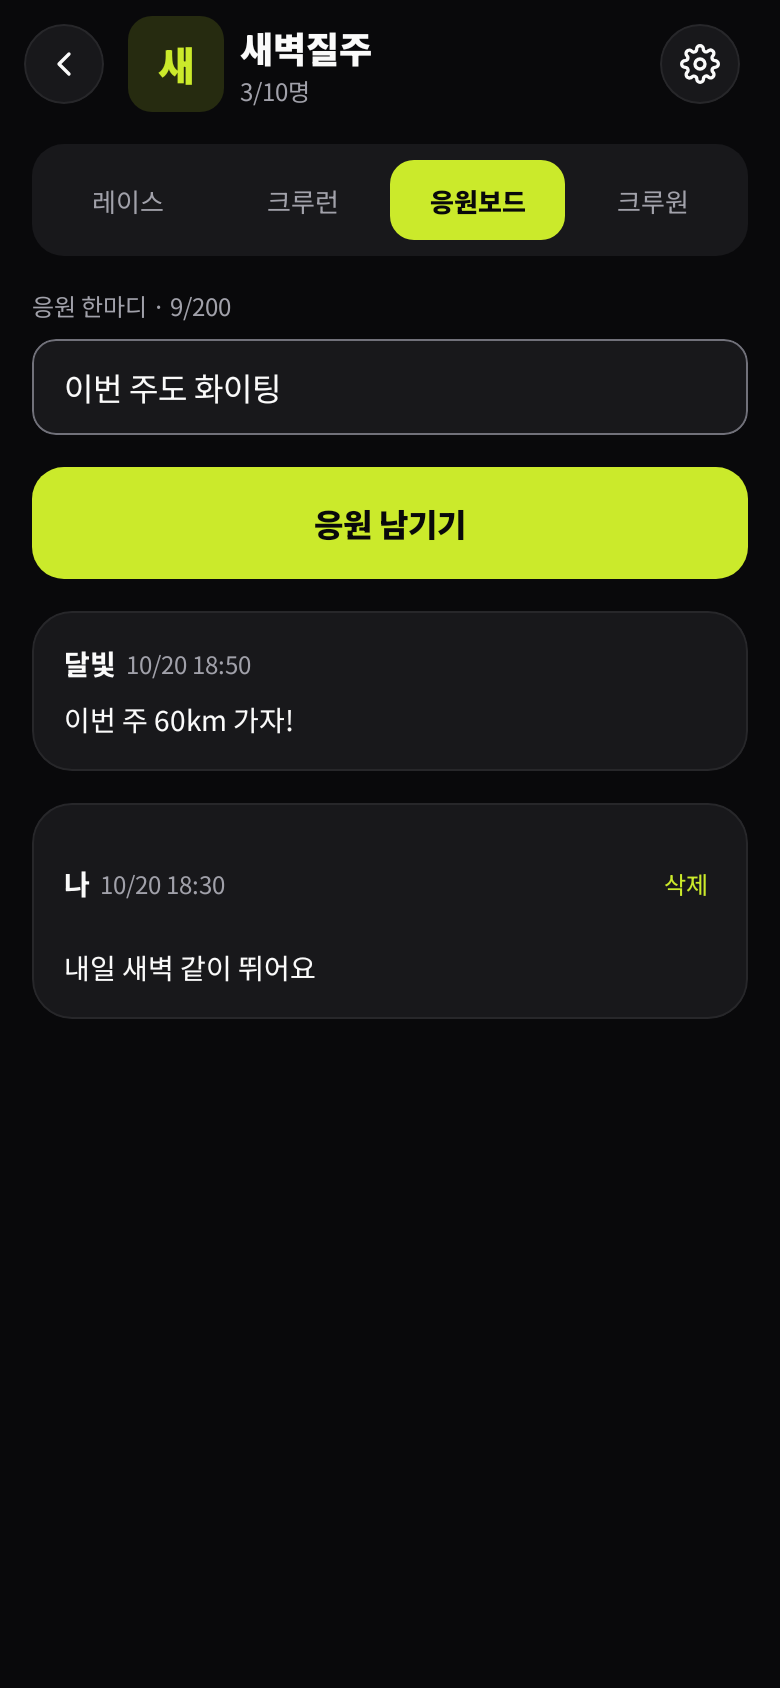 새
새벽질주
3/10명
레이스 크루런 응원보드 크루원
응원 한마디 · 9/200
이번 주도 화이팅
응원 남기기
달빛 10/20 18:50
이번 주 60km 가자!
나 10/20 18:30 삭제
내일 새벽 같이 뛰어요